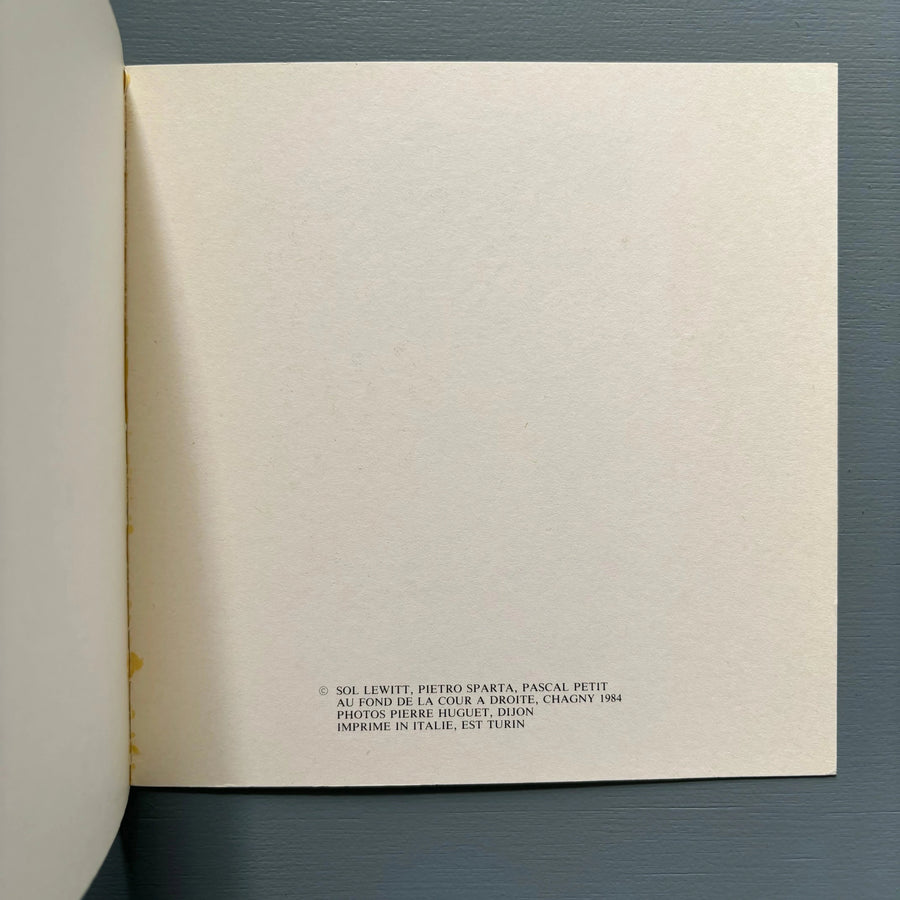 © SOL LEWITT, PIETRO SPARTA, PASCAL PETIT
AU FOND DE LA COUR A DROITE, CHAGNY 1984
PHOTOS PIERRE HUGUET, DIJON
IMPRIME IN ITALIE, EST TURIN